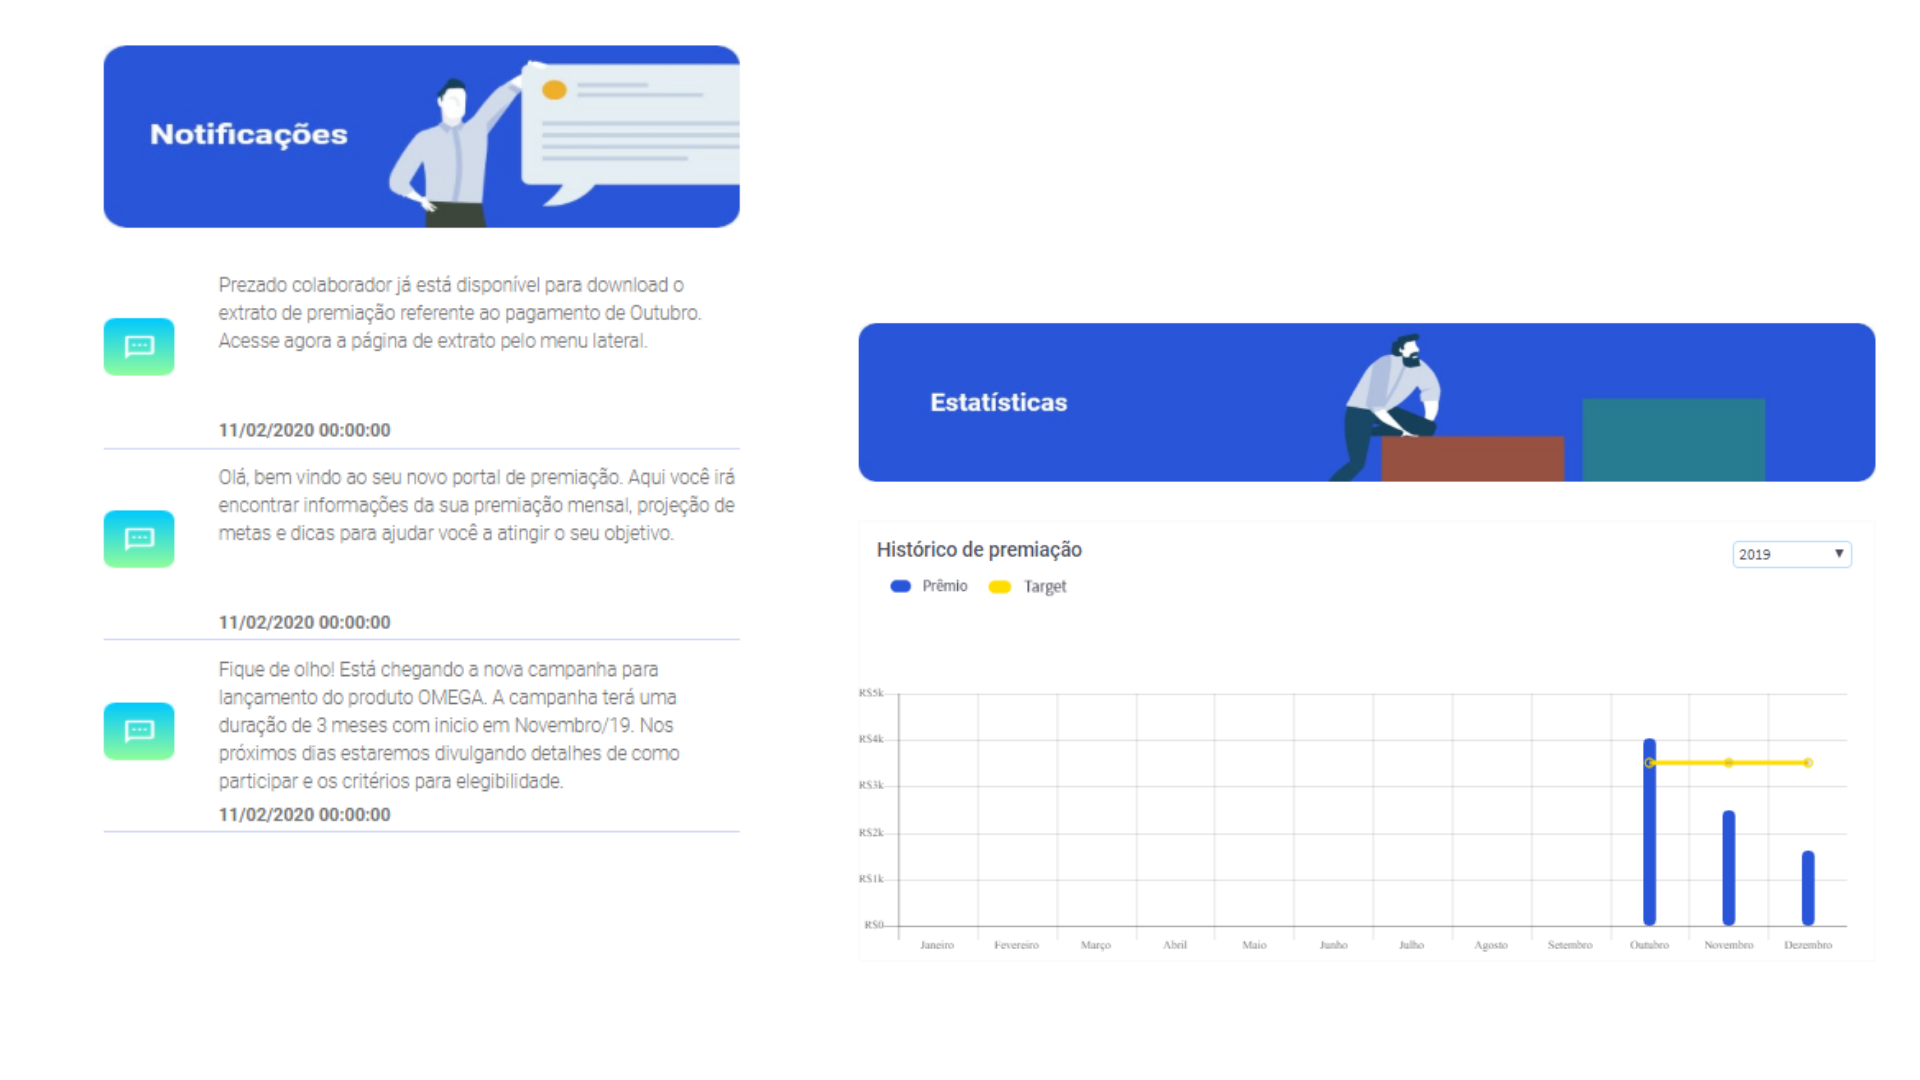 Notificações
Prezado colaborador já está disponível para download o
extrato de premiação referente ao pagamento de Outubro.
Acesse agora a página de extrato pelo menu lateral.
11/02/2020 00:00:00
Olá, bem vindo ao seu novo portal de premiação. Aqui você irá
encontrar informações da sua premiação mensal, projeção de
metas e dicas para ajudar você a atingir o seu objetivo.
11/02/2020 00:00:00
Fique de olho! Está chegando a nova campanha para
lançamento do produto OMEGA. A campanha terá uma
duração de 3 meses com inicio em Novembro/19. Nos
próximos dias estaremos divulgando detalhes de como
participar e os critérios para elegibilidade.
11/02/2020 00:00:00
Estatísticas
Histórico de premiação
2019
Prêmio Target
R$5k
R$4k
R$3k
R$2k
R$1k
R$0
Janeiro Fevereiro Março Abril Maio Junho Julho Agosto Setembro Outubro Novembro Dezembro